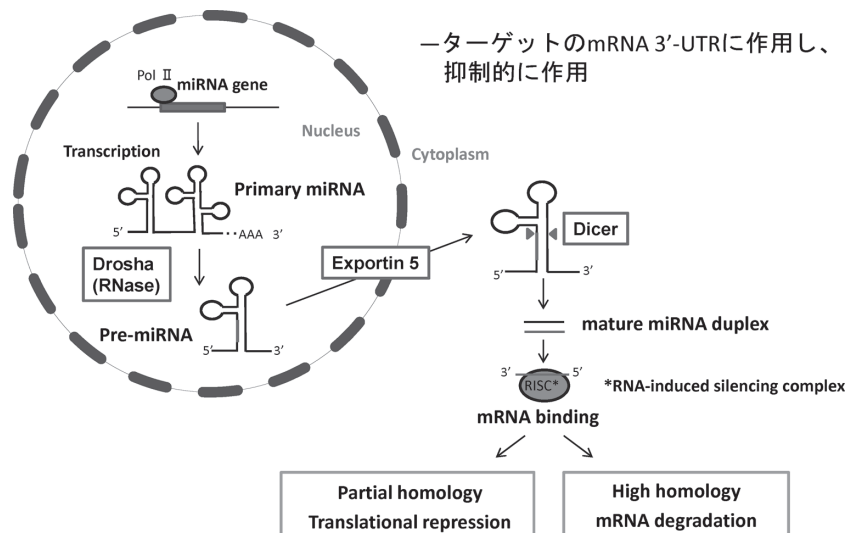 ―ターゲットのmRNA 3’-UTRに作用し、
抑制的に作用
Pol Ⅱ
miRNA gene
Nucleus
Cytoplasm
Transcription
Primary miRNA
5’ ··AAA 3’
Drosha
(RNase)
Exportin 5
Pre-miRNA
5’ 3’
Dicer
5’ 3’
mature miRNA duplex
3’ 5’
RISC*
*RNA-induced silencing complex
mRNA binding
Partial homology
Translational repression
High homology
mRNA degradation